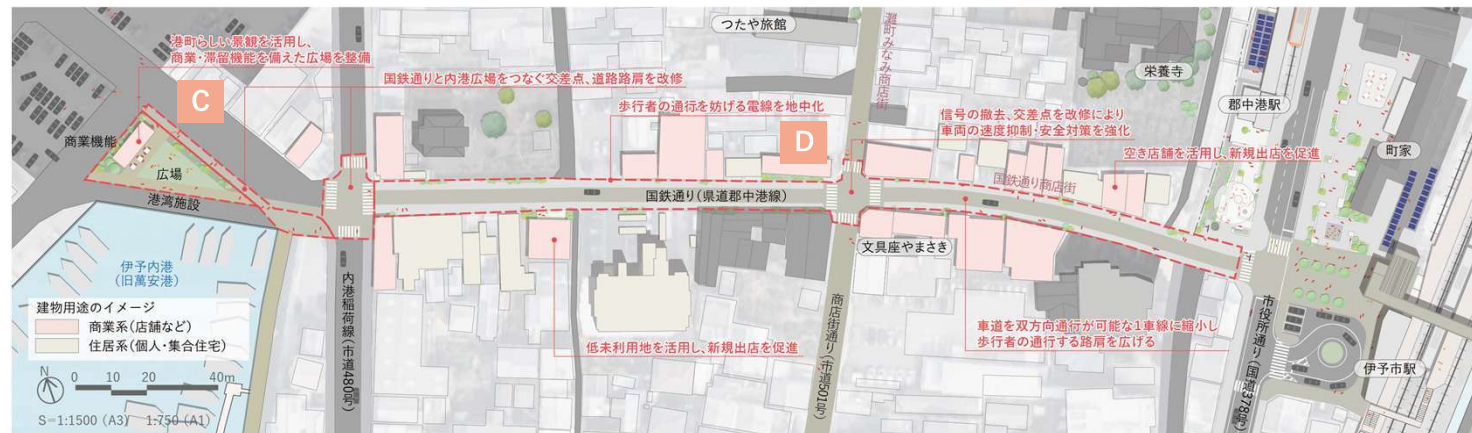 港町らしい景観を活用し、
商業・滞留機能を備えた広場を整備
国鉄通りと内港広場をつなぐ交差点、道路路肩を改修
歩行者の通行を妨げる電線を地中化
つたや旅館
灘町みなみ商店街
栄養寺
信号の撤去、交差点を改修により
車両の速度抑制・安全対策を強化
空き店舗を活用し、新規出店を促進
郡中港駅
町家
C
D
商業機能
広場
港湾施設
国鉄通り(県道郡中港線)
国鉄通り商店街
文具座やまさき
伊予内港
(旧萬安港)
内港稲荷線(市道480号)
商店街通り(市道501号)
市役所通り(国道378号)
伊予市駅
低未利用地を活用し、新規出店を促進
車道を双方向通行が可能な1車線に縮小し
歩行者の通行する路肩を広げる
建物用途のイメージ
商業系(店舗など)
住居系(個人・集合住宅)
N
0 10 20 40m
S=1:1500 (A3) 1:750 (A1)